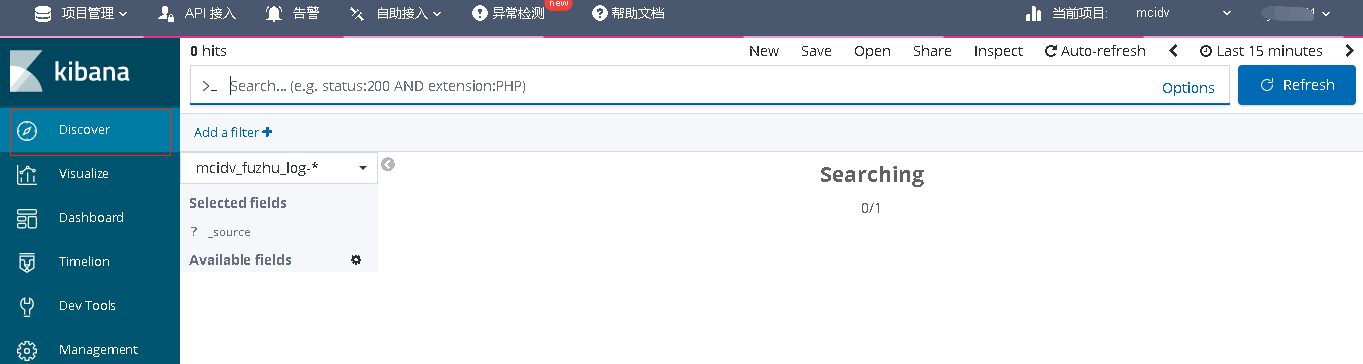 项目管理 API 接入 告警 自助接入 异常检测 new 帮助文档 当前项目: mcidv
kibana
0 hits New Save Open Share Inspect Auto-refresh Last 15 minutes
>_ Search... (e.g. status:200 AND extension:PHP) Options Refresh
Add a filter +
Discover
Visualize
Dashboard
Timelion
Dev Tools
Management
mcidv_fuzhu_log-*
Selected fields
? _source
Available fields
Searching
0/1